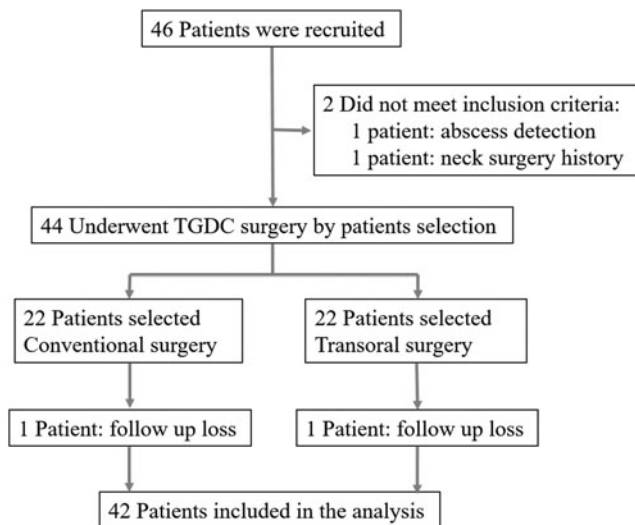 46 Patients were recruited
2 Did not meet inclusion criteria:
1 patient: abscess detection
1 patient: neck surgery history
44 Underwent TGDC surgery by patients selection
22 Patients selected
Conventional surgery
22 Patients selected
Transoral surgery
1 Patient: follow up loss
1 Patient: follow up loss
42 Patients included in the analysis